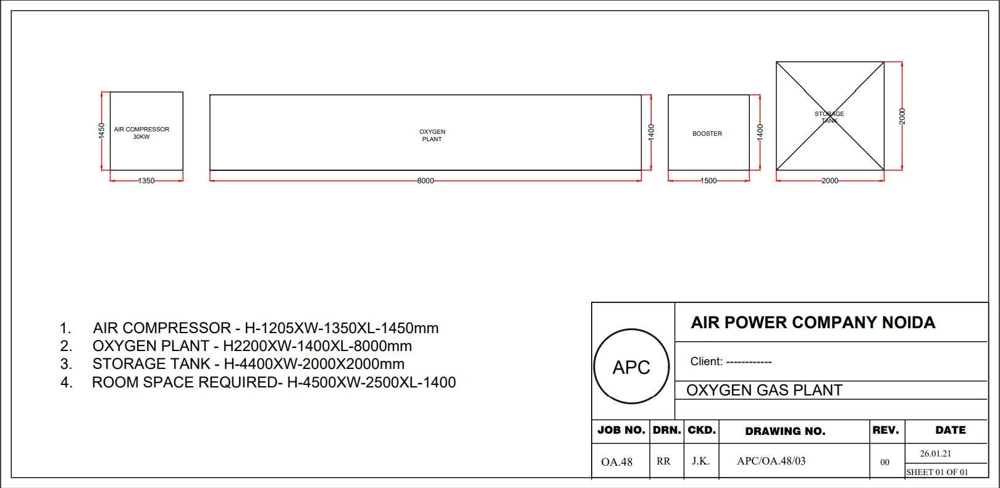 1450
AIR COMPRESSOR
30KW
1350
OXYGEN
PLANT
1400
8000
BOOSTER
1400
1500
STORAGE
TANK
2000
2000
1. AIR COMPRESSOR - H-1205XW-1350XL-1450mm
2. OXYGEN PLANT - H2200XW-1400XL-8000mm
3. STORAGE TANK - H-4400XW-2000X2000mm
4. ROOM SPACE REQUIRED- H-4500XW-2500XL-1400
APC
AIR POWER COMPANY NOIDA
Client: ------------
OXYGEN GAS PLANT
JOB NO. DRN. CKD. DRAWING NO. REV. DATE
OA.48 RR J.K. APC/OA.48/03 00 26.01.21
SHEET 01 OF 01